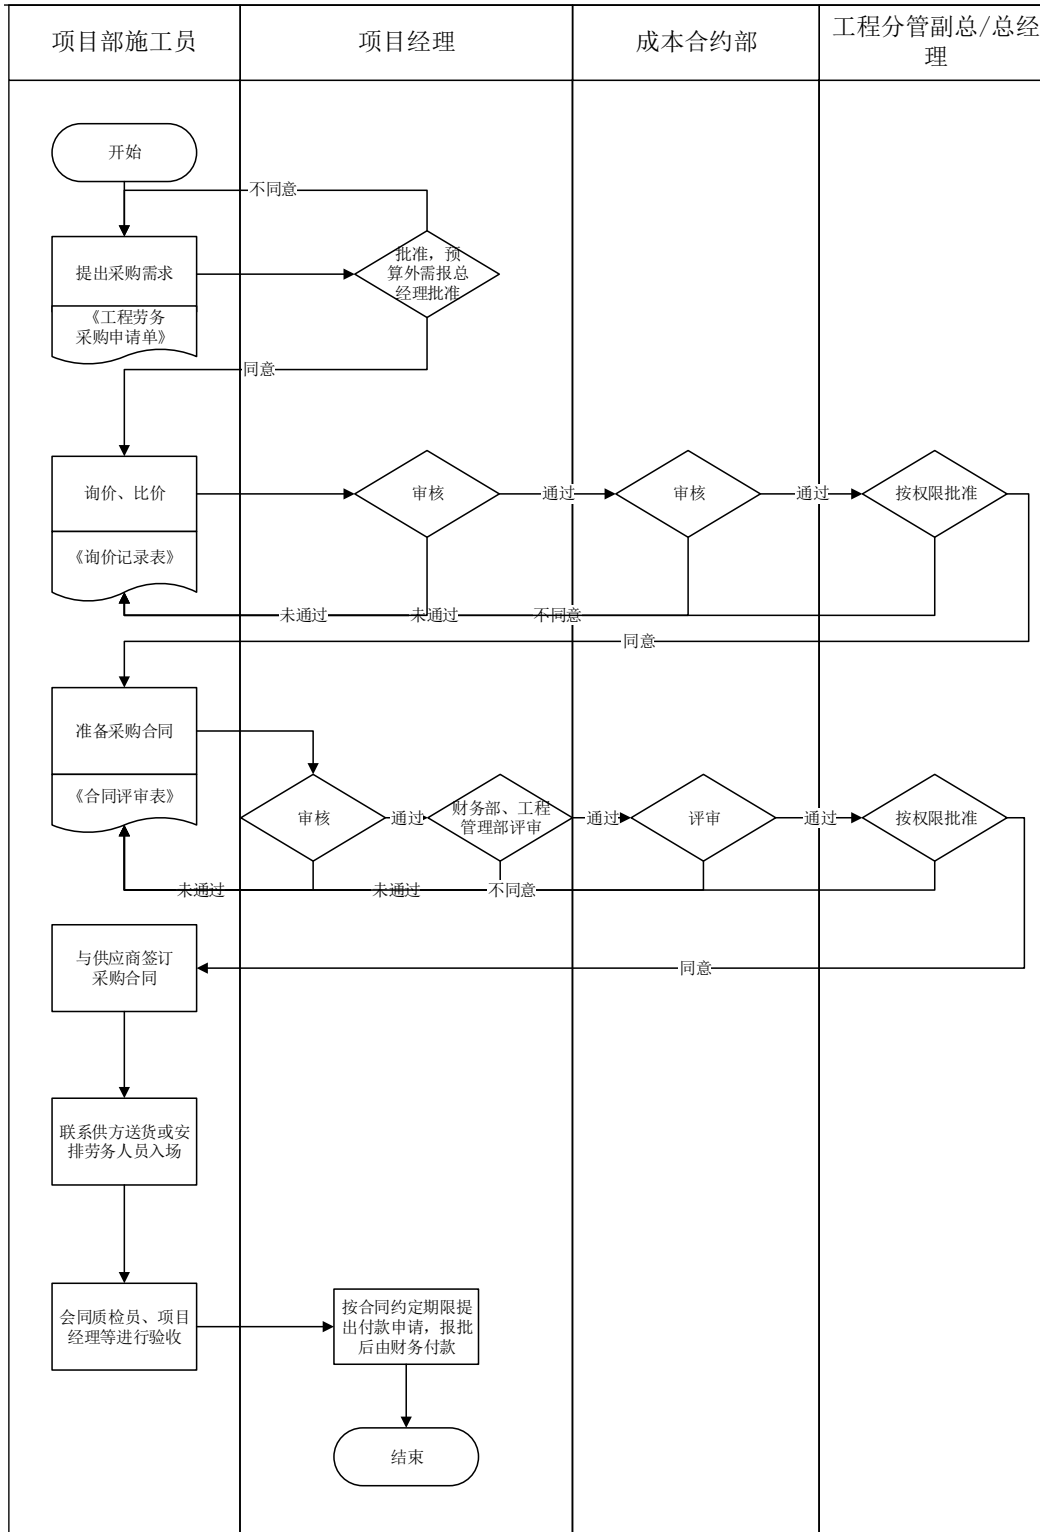 项目部施工员
项目经理
成本合约部
工程分管副总/总经
理
开始
不同意
提出采购需求
批准，预
算外需报总
经理批准
《工程劳务
采购申请单》
同意
询价、比价
审核
通过
审核
通过
按权限批准
《询价记录表》
未通过
未通过
不同意
同意
准备采购合同
《合同评审表》
审核
通过
财务部、工程
管理部评审
通过
评审
通过
按权限批准
未通过
未通过
不同意
与供应商签订
采购合同
同意
联系供方送货或安
排劳务人员入场
会同质检员、项目
经理等进行验收
按合同约定期限提
出付款申请，报批
后由财务付款
结束